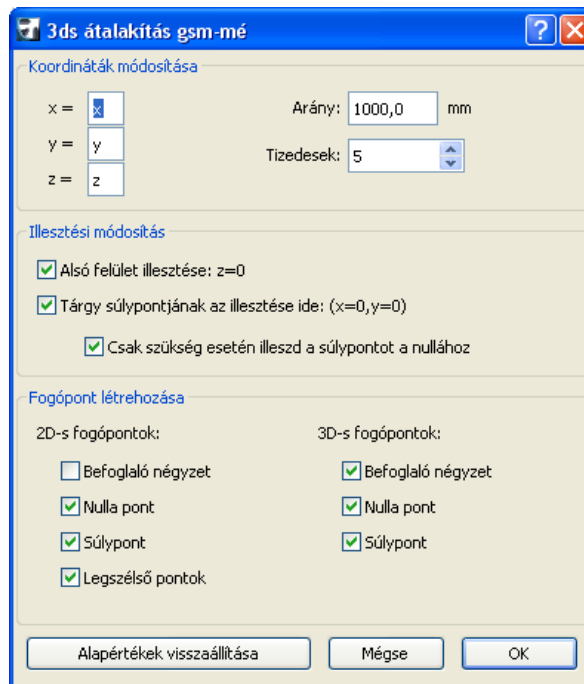 3ds átalakítás gsm-mé
Koordináták módosítása
x = x Arány: 1000,0 mm
y = y
Tizedesek: 5
z = z
Illesztési módosítás
Alsó felület illesztése: z=0
Tárgy súlypontjának az illesztése ide: (x=0,y=0)
Csak szükség esetén illeszd a súlypontot a nullához
Fogópont létrehozása
2D-s fogópontok: 3D-s fogópontok:
Befoglaló négyzet Befoglaló négyzet
Nulla pont Nulla pont
Súlypont Súlypont
Legszélső pontok
Alapértékek visszaállítása Mégse OK